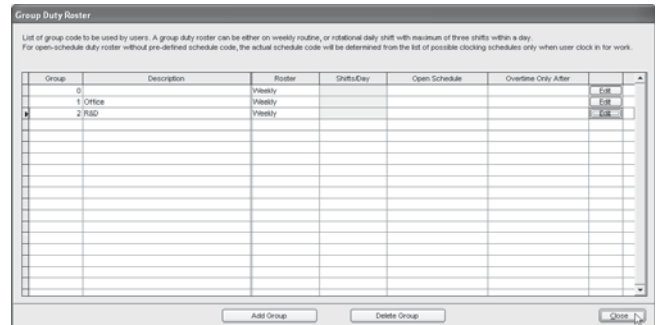 Group Duty Roster
List of group code to be used by users. A group duty roster can be either on weekly routine, or rotational daily shift with maximum of three shifts within a day.
For open-schedule duty roster without pre-defined schedule code, the actual schedule code will be determined from the list of possible clocking schedules only when user clock in for work.
Group Description Roster Shifts/Day Open Schedule Overtime Only After
0 Weekly Edit
1 Office Weekly Edit
2 R&D Weekly Edit
Add Group Delete Group Close